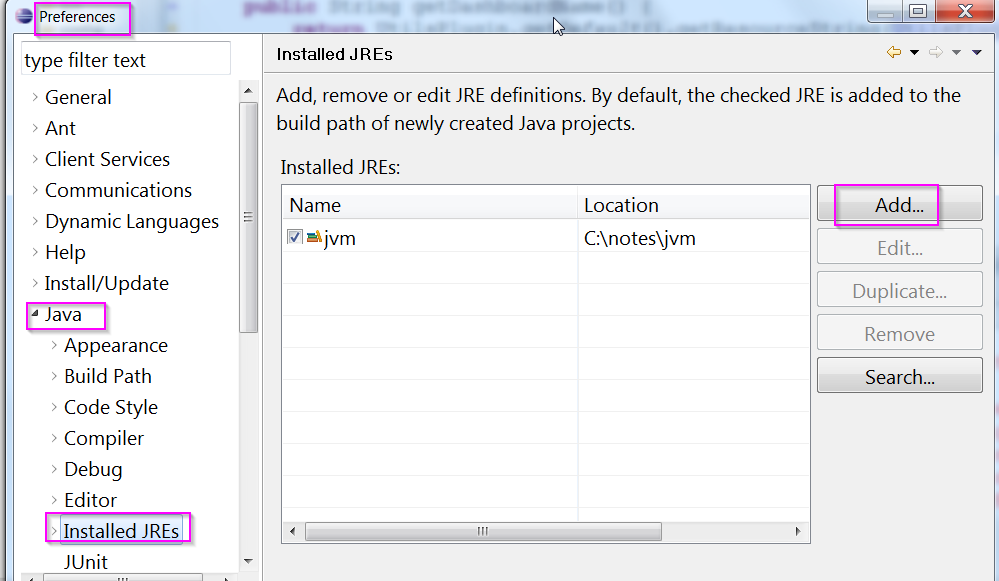 Preferences
public String getDashboardName() {
type filter text
General
Ant
Client Services
Communications
Dynamic Languages
Help
Install/Update
Java
Appearance
Build Path
Code Style
Compiler
Debug
Editor
Installed JREs
JUnit
Installed JREs
Add, remove or edit JRE definitions. By default, the checked JRE is added to the
build path of newly created Java projects.
Installed JREs:
Name Location
jvm C:\notes\jvm
Add...
Edit...
Duplicate...
Remove
Search...